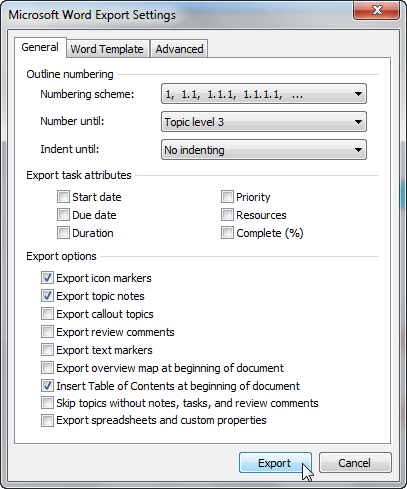 Microsoft Word Export Settings
General Word Template Advanced
Outline numbering
Numbering scheme: 1, 1.1, 1.1.1, 1.1.1.1, ...
Number until: Topic level 3
Indent until: No indenting
Export task attributes
Start date Priority
Due date Resources
Duration Complete (%)
Export options
Export icon markers
Export topic notes
Export callout topics
Export review comments
Export text markers
Export overview map at beginning of document
Insert Table of Contents at beginning of document
Skip topics without notes, tasks, and review comments
Export spreadsheets and custom properties
Export Cancel